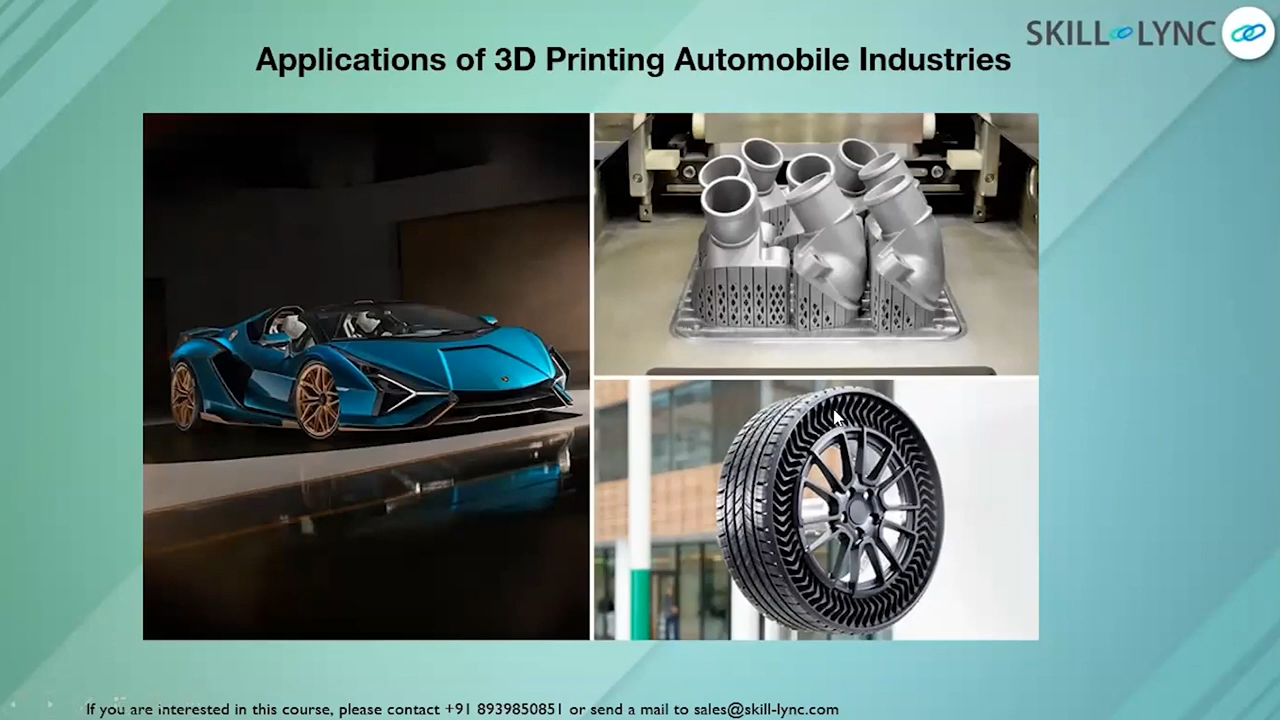 SKILL LYNC
Applications of 3D Printing Automobile Industries
If you are interested in this course, please contact +91 8939850851 or send a mail to sales@skill-lync.com